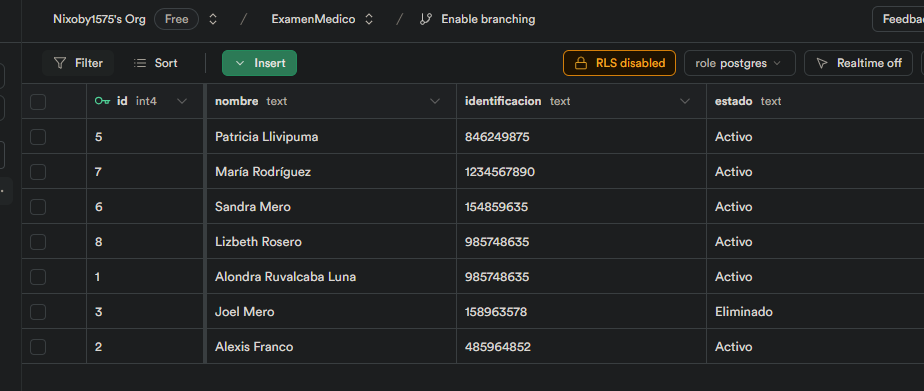 Nixoby1575's Org Free / ExamenMedico / Enable branching
Filter Sort Insert RLS disabled role postgres Realtime off
id int4 nombre text identificacion text estado text
5 Patricia Llivipuma 846249875 Activo
7 María Rodríguez 1234567890 Activo
6 Sandra Mero 154859635 Activo
8 Lizbeth Rosero 985748635 Activo
1 Alondra Ruvalcaba Luna 985748635 Activo
3 Joel Mero 158963578 Eliminado
2 Alexis Franco 485964852 Activo